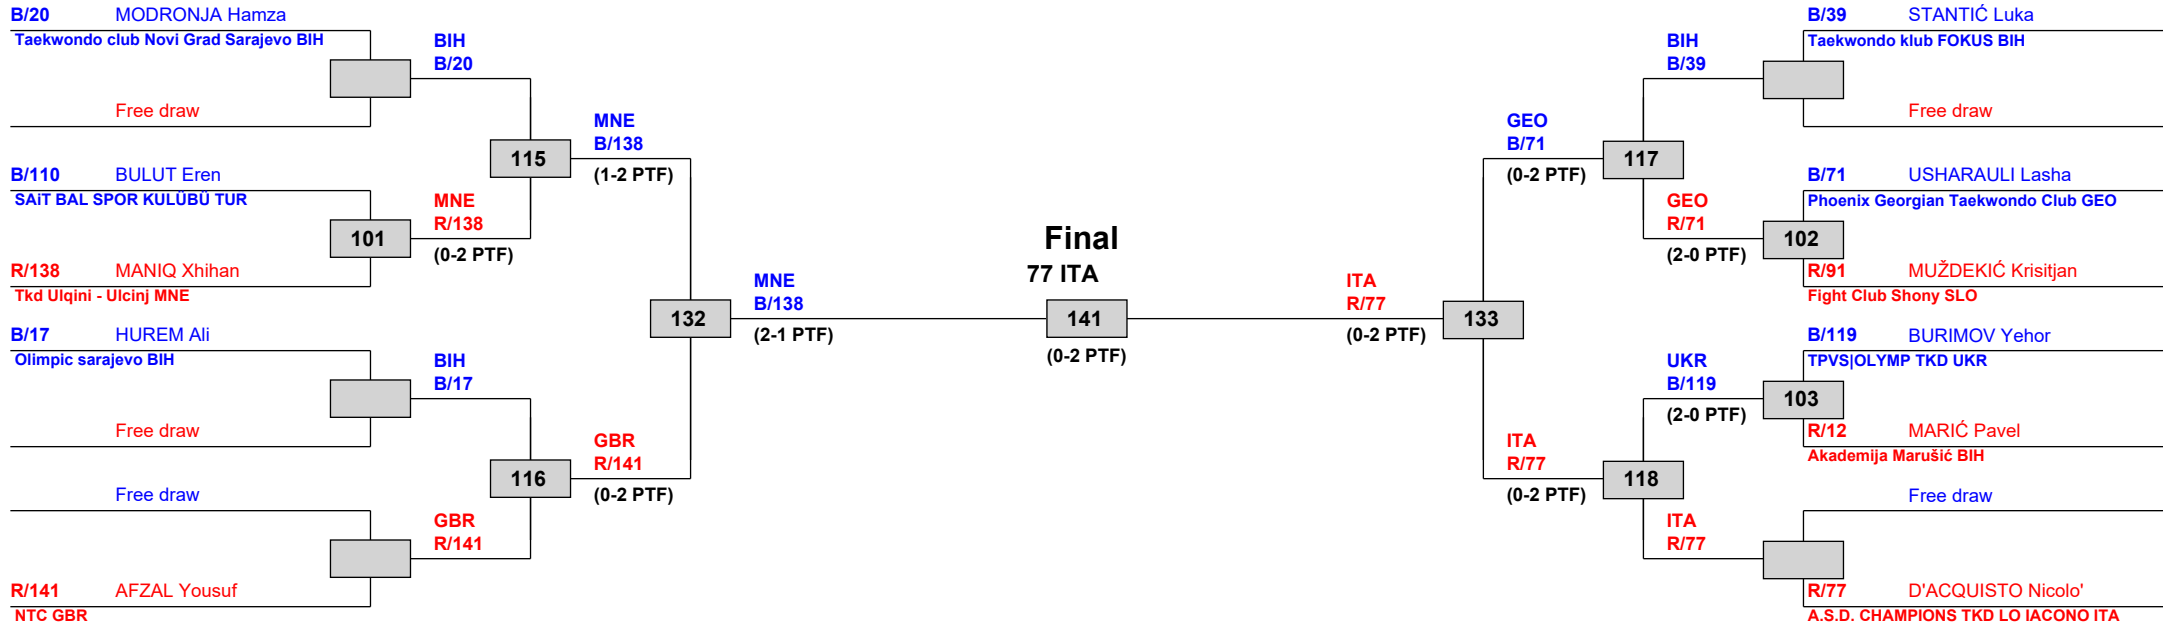 B/20 MODRONJA Hamza
Taekwondo club Novi Grad Sarajevo BIH
Free draw
B/110 BULUT Eren
SAiT BAL SPOR KULÜBÜ TUR
R/138 MANIQ Xhihan
Tkd Ulqini - Ulcinj MNE
B/17 HUREM Ali
Olimpic sarajevo BIH
Free draw
Free draw
R/141 AFZAL Yousuf
NTC GBR
101
BIH
B/20
MNE
R/138
(0-2 PTF)
BIH
B/17
GBR
R/141
115
116
MNE
B/138
(1-2 PTF)
GBR
R/141
(0-2 PTF)
132
MNE
B/138
(2-1 PTF)
Final
77 ITA
141
(0-2 PTF)
ITA
R/77
(0-2 PTF)
133
GEO
B/71
(0-2 PTF)
ITA
R/77
(0-2 PTF)
117
118
BIH
B/39
GEO
R/71
(2-0 PTF)
UKR
B/119
(2-0 PTF)
ITA
R/77
102
103
B/39 STANTIĆ Luka
Taekwondo klub FOKUS BIH
Free draw
B/71 USHARAULI Lasha
Phoenix Georgian Taekwondo Club GEO
R/91 MUŽDEKIĆ Krisitjan
Fight Club Shony SLO
B/119 BURIMOV Yehor
TPVS|OLYMP TKD UKR
R/12 MARIĆ Pavel
Akademija Marušić BIH
Free draw
R/77 D'ACQUISTO Nicolo'
A.S.D. CHAMPIONS TKD LO IACONO ITA